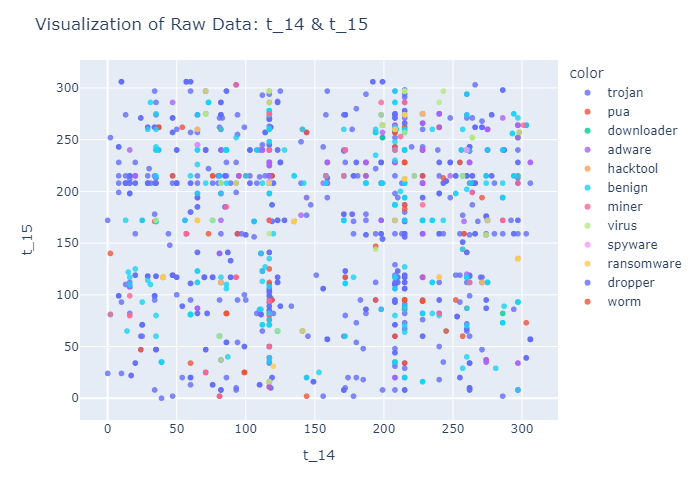 Visualization of Raw Data: t_14 & t_15
color
trojan
pua
downloader
adware
hacktool
benign
miner
virus
spyware
ransomware
dropper
worm
t_15
300
250
200
150
100
50
0
0 50 100 150 200 250 300
t_14